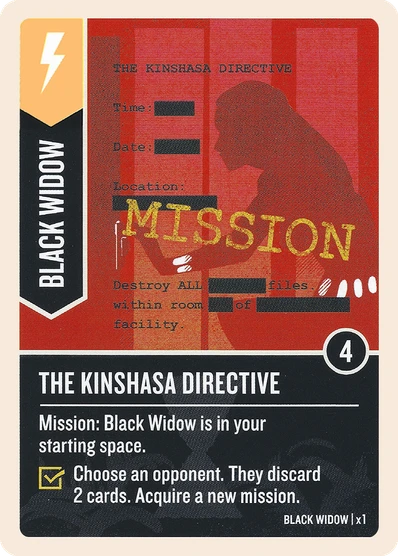 BLACK WIDOW
THE KINSHASA DIRECTIVE
Time:
Date:
Location:
MISSION
Destroy ALL files.
within room of
facility.
4
THE KINSHASA DIRECTIVE
Mission: Black Widow is in your
starting space.
Choose an opponent. They discard
2 cards. Acquire a new mission.
BLACK WIDOW | x1